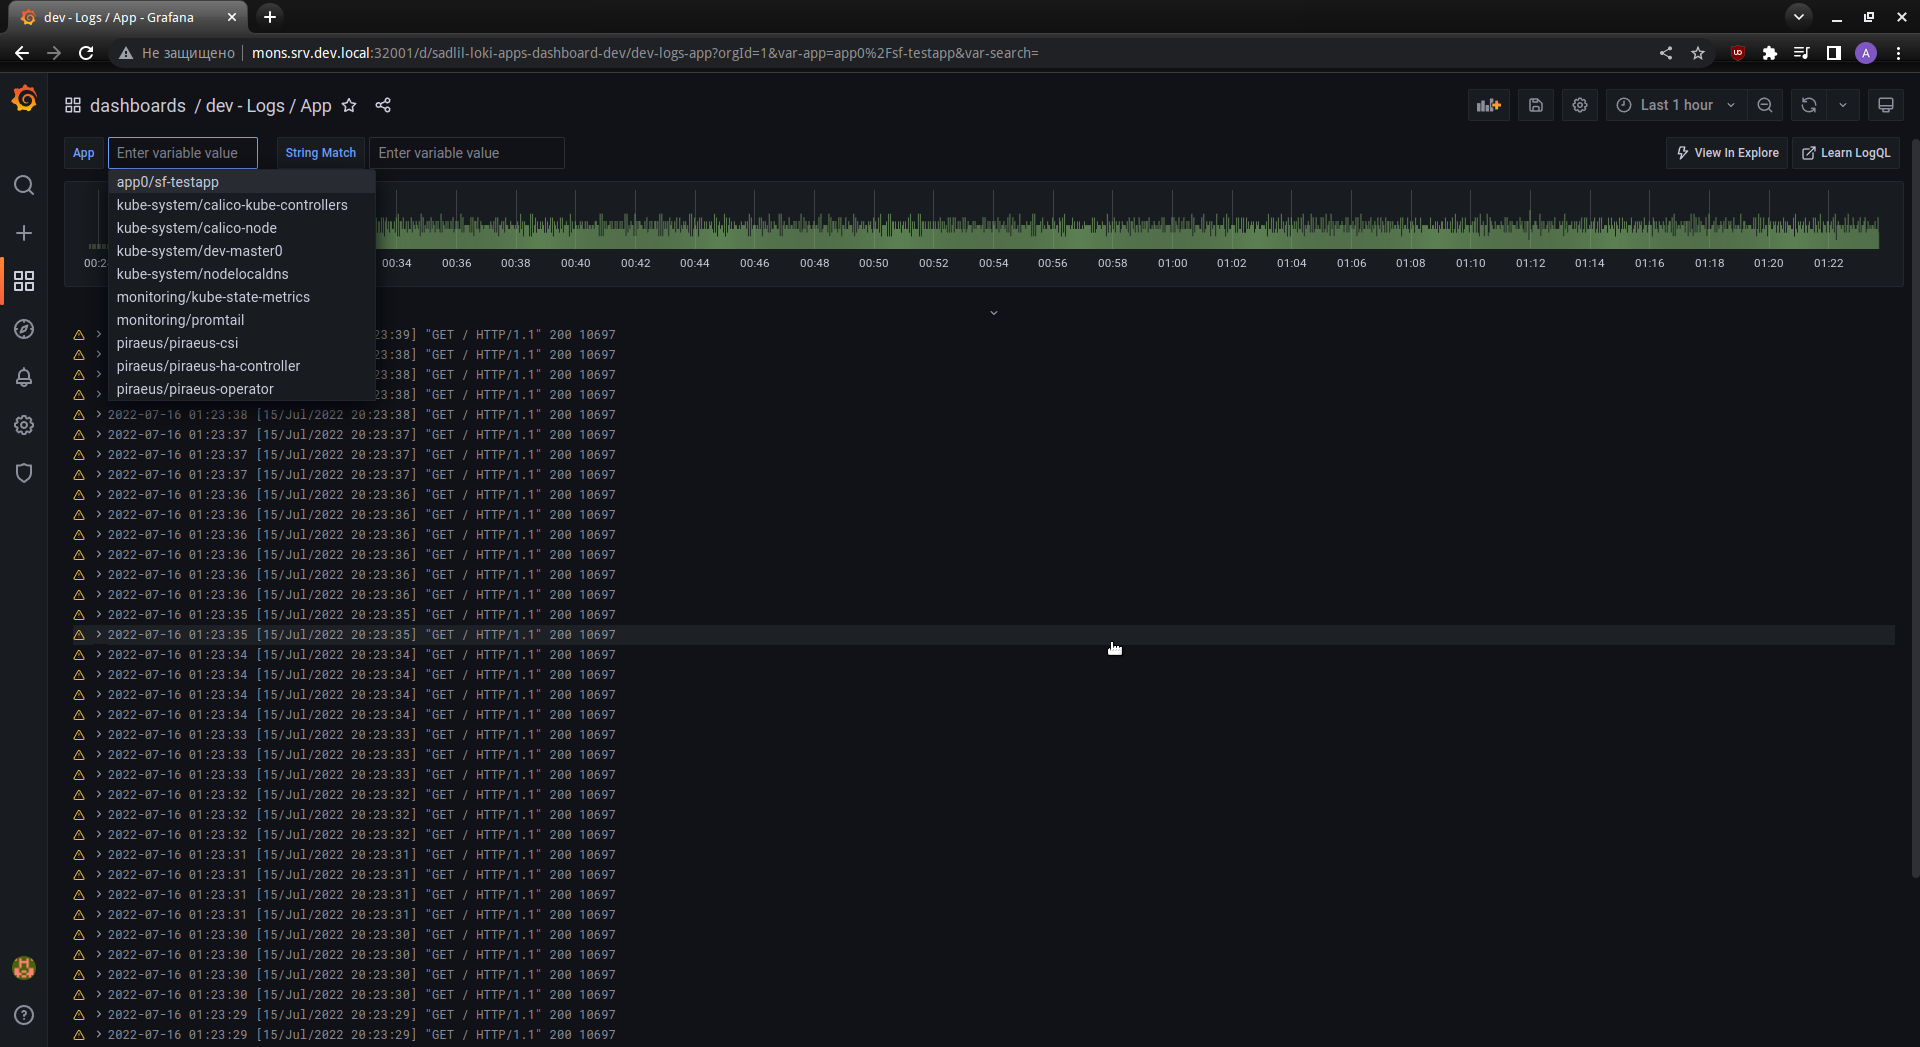 dev - Logs / App - Grafana
Не защищено
mons.srv.dev.local:32001/d/sadlil-loki-apps-dashboard-dev/dev-logs-app?orgId=1&var-app=app0%2Fsf-testapp&var-search=
A
dashboards / dev - Logs / App
Last 1 hour
App
Enter variable value
String Match
Enter variable value
View In Explore
Learn LogQL
app0/sf-testapp
kube-system/calico-kube-controllers
kube-system/calico-node
kube-system/dev-master0
kube-system/nodelocaldns
monitoring/kube-state-metrics
monitoring/promtail
piraeus/piraeus-csi
piraeus/piraeus-ha-controller
piraeus/piraeus-operator
00:34 00:36 00:38 00:40 00:42 00:44 00:46 00:48 00:50 00:52 00:54 00:56 00:58 01:00 01:02 01:04 01:06 01:08 01:10 01:12 01:14 01:16 01:18 01:20 01:22
23:39] "GET / HTTP/1.1" 200 10697
23:38] "GET / HTTP/1.1" 200 10697
23:38] "GET / HTTP/1.1" 200 10697
23:38] "GET / HTTP/1.1" 200 10697
2022-07-16 01:23:38 [15/Jul/2022 20:23:38] "GET / HTTP/1.1" 200 10697
2022-07-16 01:23:37 [15/Jul/2022 20:23:37] "GET / HTTP/1.1" 200 10697
2022-07-16 01:23:37 [15/Jul/2022 20:23:37] "GET / HTTP/1.1" 200 10697
2022-07-16 01:23:37 [15/Jul/2022 20:23:37] "GET / HTTP/1.1" 200 10697
2022-07-16 01:23:36 [15/Jul/2022 20:23:36] "GET / HTTP/1.1" 200 10697
2022-07-16 01:23:36 [15/Jul/2022 20:23:36] "GET / HTTP/1.1" 200 10697
2022-07-16 01:23:36 [15/Jul/2022 20:23:36] "GET / HTTP/1.1" 200 10697
2022-07-16 01:23:36 [15/Jul/2022 20:23:36] "GET / HTTP/1.1" 200 10697
2022-07-16 01:23:36 [15/Jul/2022 20:23:36] "GET / HTTP/1.1" 200 10697
2022-07-16 01:23:36 [15/Jul/2022 20:23:36] "GET / HTTP/1.1" 200 10697
2022-07-16 01:23:35 [15/Jul/2022 20:23:35] "GET / HTTP/1.1" 200 10697
2022-07-16 01:23:35 [15/Jul/2022 20:23:35] "GET / HTTP/1.1" 200 10697
2022-07-16 01:23:34 [15/Jul/2022 20:23:34] "GET / HTTP/1.1" 200 10697
2022-07-16 01:23:34 [15/Jul/2022 20:23:34] "GET / HTTP/1.1" 200 10697
2022-07-16 01:23:34 [15/Jul/2022 20:23:34] "GET / HTTP/1.1" 200 10697
2022-07-16 01:23:34 [15/Jul/2022 20:23:34] "GET / HTTP/1.1" 200 10697
2022-07-16 01:23:33 [15/Jul/2022 20:23:33] "GET / HTTP/1.1" 200 10697
2022-07-16 01:23:33 [15/Jul/2022 20:23:33] "GET / HTTP/1.1" 200 10697
2022-07-16 01:23:33 [15/Jul/2022 20:23:33] "GET / HTTP/1.1" 200 10697
2022-07-16 01:23:32 [15/Jul/2022 20:23:32] "GET / HTTP/1.1" 200 10697
2022-07-16 01:23:32 [15/Jul/2022 20:23:32] "GET / HTTP/1.1" 200 10697
2022-07-16 01:23:32 [15/Jul/2022 20:23:32] "GET / HTTP/1.1" 200 10697
2022-07-16 01:23:31 [15/Jul/2022 20:23:31] "GET / HTTP/1.1" 200 10697
2022-07-16 01:23:31 [15/Jul/2022 20:23:31] "GET / HTTP/1.1" 200 10697
2022-07-16 01:23:31 [15/Jul/2022 20:23:31] "GET / HTTP/1.1" 200 10697
2022-07-16 01:23:31 [15/Jul/2022 20:23:31] "GET / HTTP/1.1" 200 10697
2022-07-16 01:23:30 [15/Jul/2022 20:23:30] "GET / HTTP/1.1" 200 10697
2022-07-16 01:23:30 [15/Jul/2022 20:23:30] "GET / HTTP/1.1" 200 10697
2022-07-16 01:23:30 [15/Jul/2022 20:23:30] "GET / HTTP/1.1" 200 10697
2022-07-16 01:23:30 [15/Jul/2022 20:23:30] "GET / HTTP/1.1" 200 10697
2022-07-16 01:23:29 [15/Jul/2022 20:23:29] "GET / HTTP/1.1" 200 10697
2022-07-16 01:23:29 [15/Jul/2022 20:23:29] "GET / HTTP/1.1" 200 10697